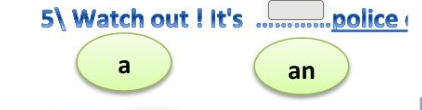 5\ Watch out ! It's ............police
a an